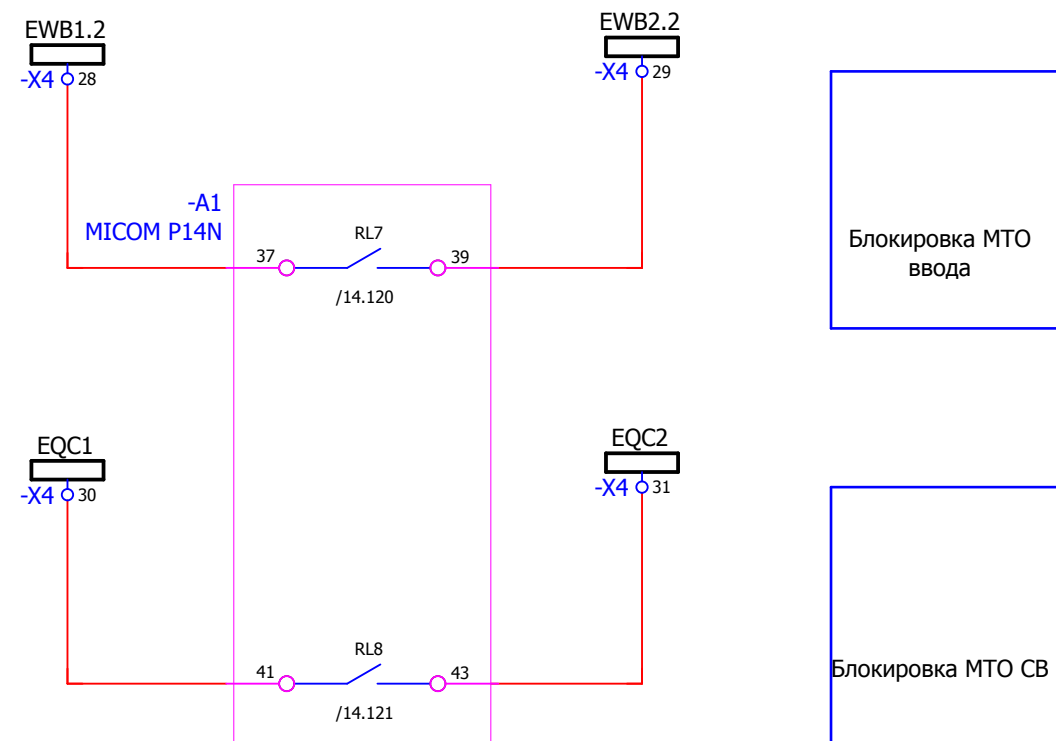 EWB1.2
-X4 28
EWB2.2
-X4 29
-A1
MICOM P14N
37
RL7
39
/14.120
Блокировка МТО
ввода
EQC1
-X4 30
EQC2
-X4 31
41
RL8
43
/14.121
Блокировка МТО СВ